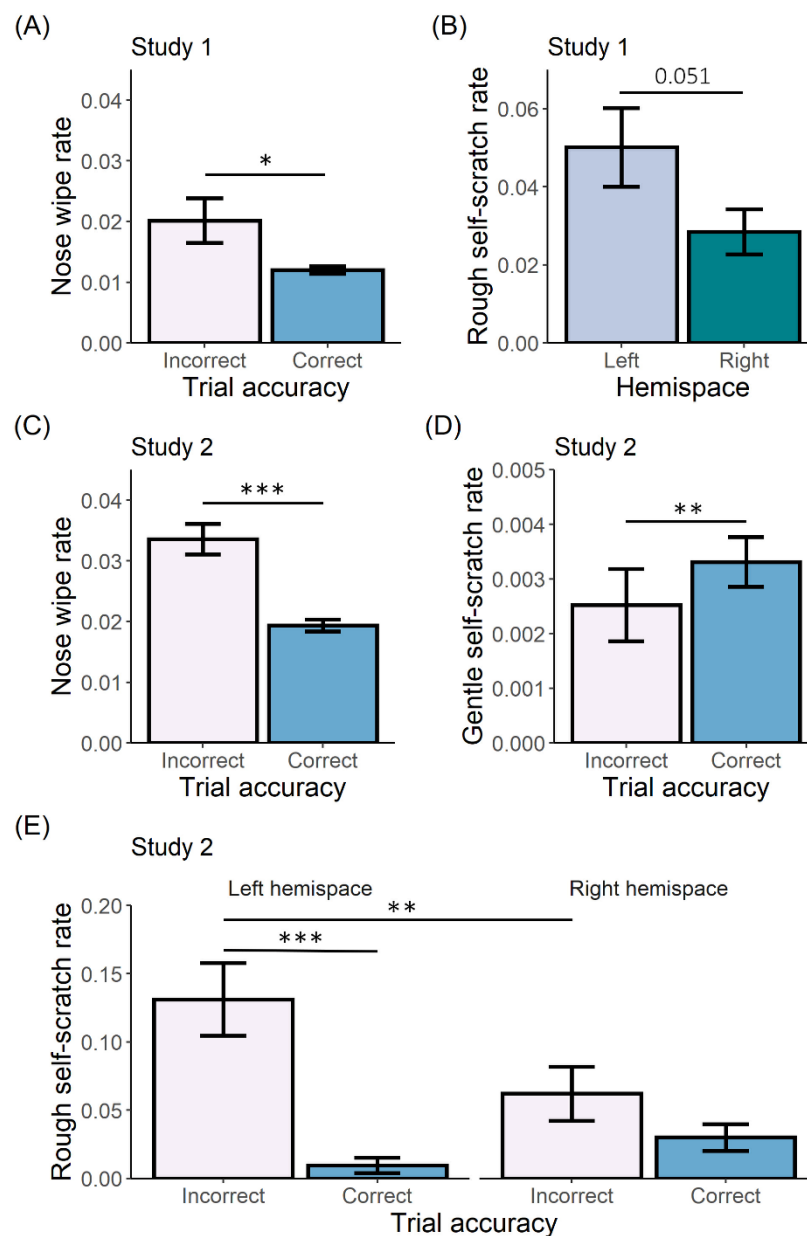 (A)
Study 1
Nose wipe rate
0.04
0.03
0.02
0.01
0.00
*
Incorrect Correct
Trial accuracy
(B)
Study 1
Rough self-scratch rate
0.06
0.04
0.02
0.00
0.051
Left Right
Hemispace
(C)
Study 2
Nose wipe rate
0.04
0.03
0.02
0.01
0.00
***
Incorrect Correct
Trial accuracy
(D)
Study 2
Gentle self-scratch rate
0.005
0.004
0.003
0.002
0.001
0.000
**
Incorrect Correct
Trial accuracy
(E)
Study 2
Left hemispace Right hemispace
Rough self-scratch rate
0.20
0.15
0.10
0.05
0.00
**
***
Incorrect Correct Incorrect Correct
Trial accuracy